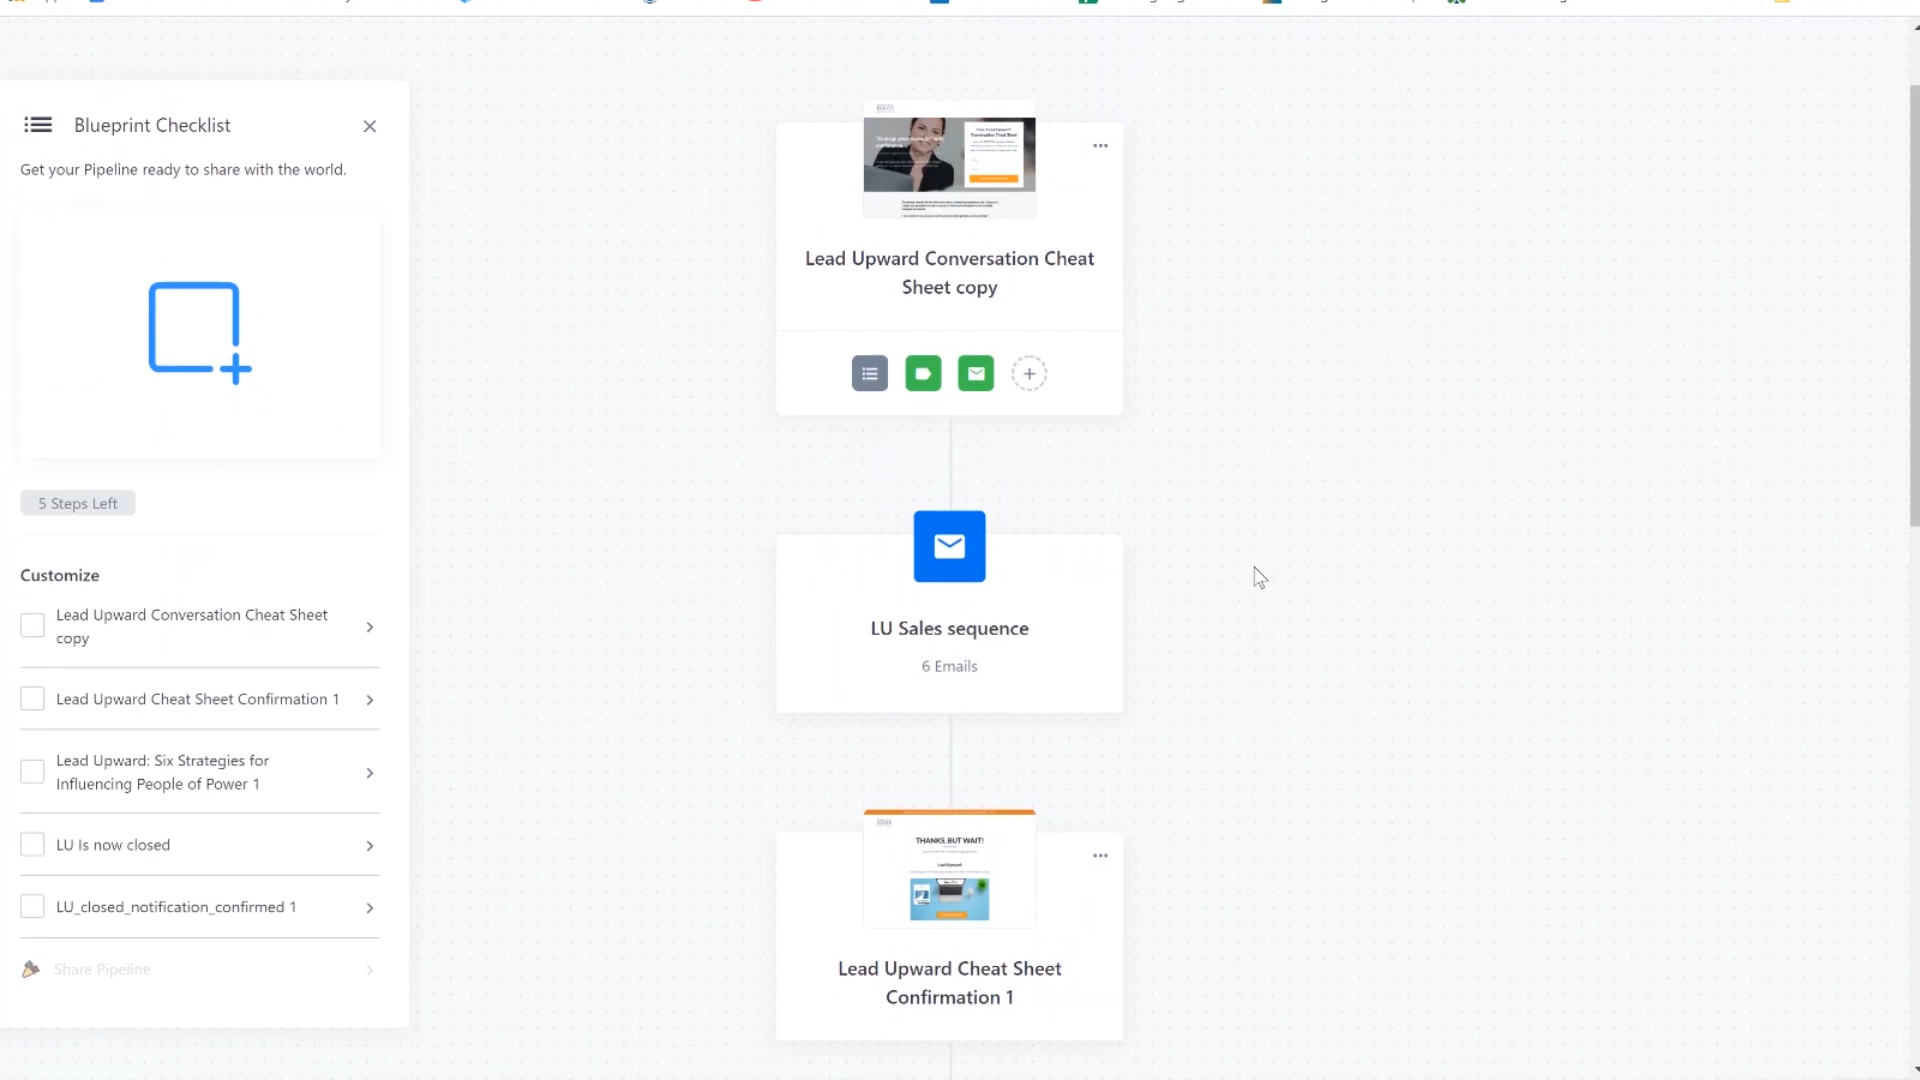 Blueprint Checklist
Get your Pipeline ready to share with the world.
5 Steps Left
Customize
Lead Upward Conversation Cheat Sheet
copy
Lead Upward Cheat Sheet Confirmation 1
Lead Upward: Six Strategies for
Influencing People of Power 1
LU Is now closed
LU_closed_notification_confirmed 1
Share Pipeline
Lead Upward Conversation Cheat
Sheet copy
LU Sales sequence
6 Emails
THANKS, BUT WAIT!
Lead Upward Cheat Sheet
Confirmation 1